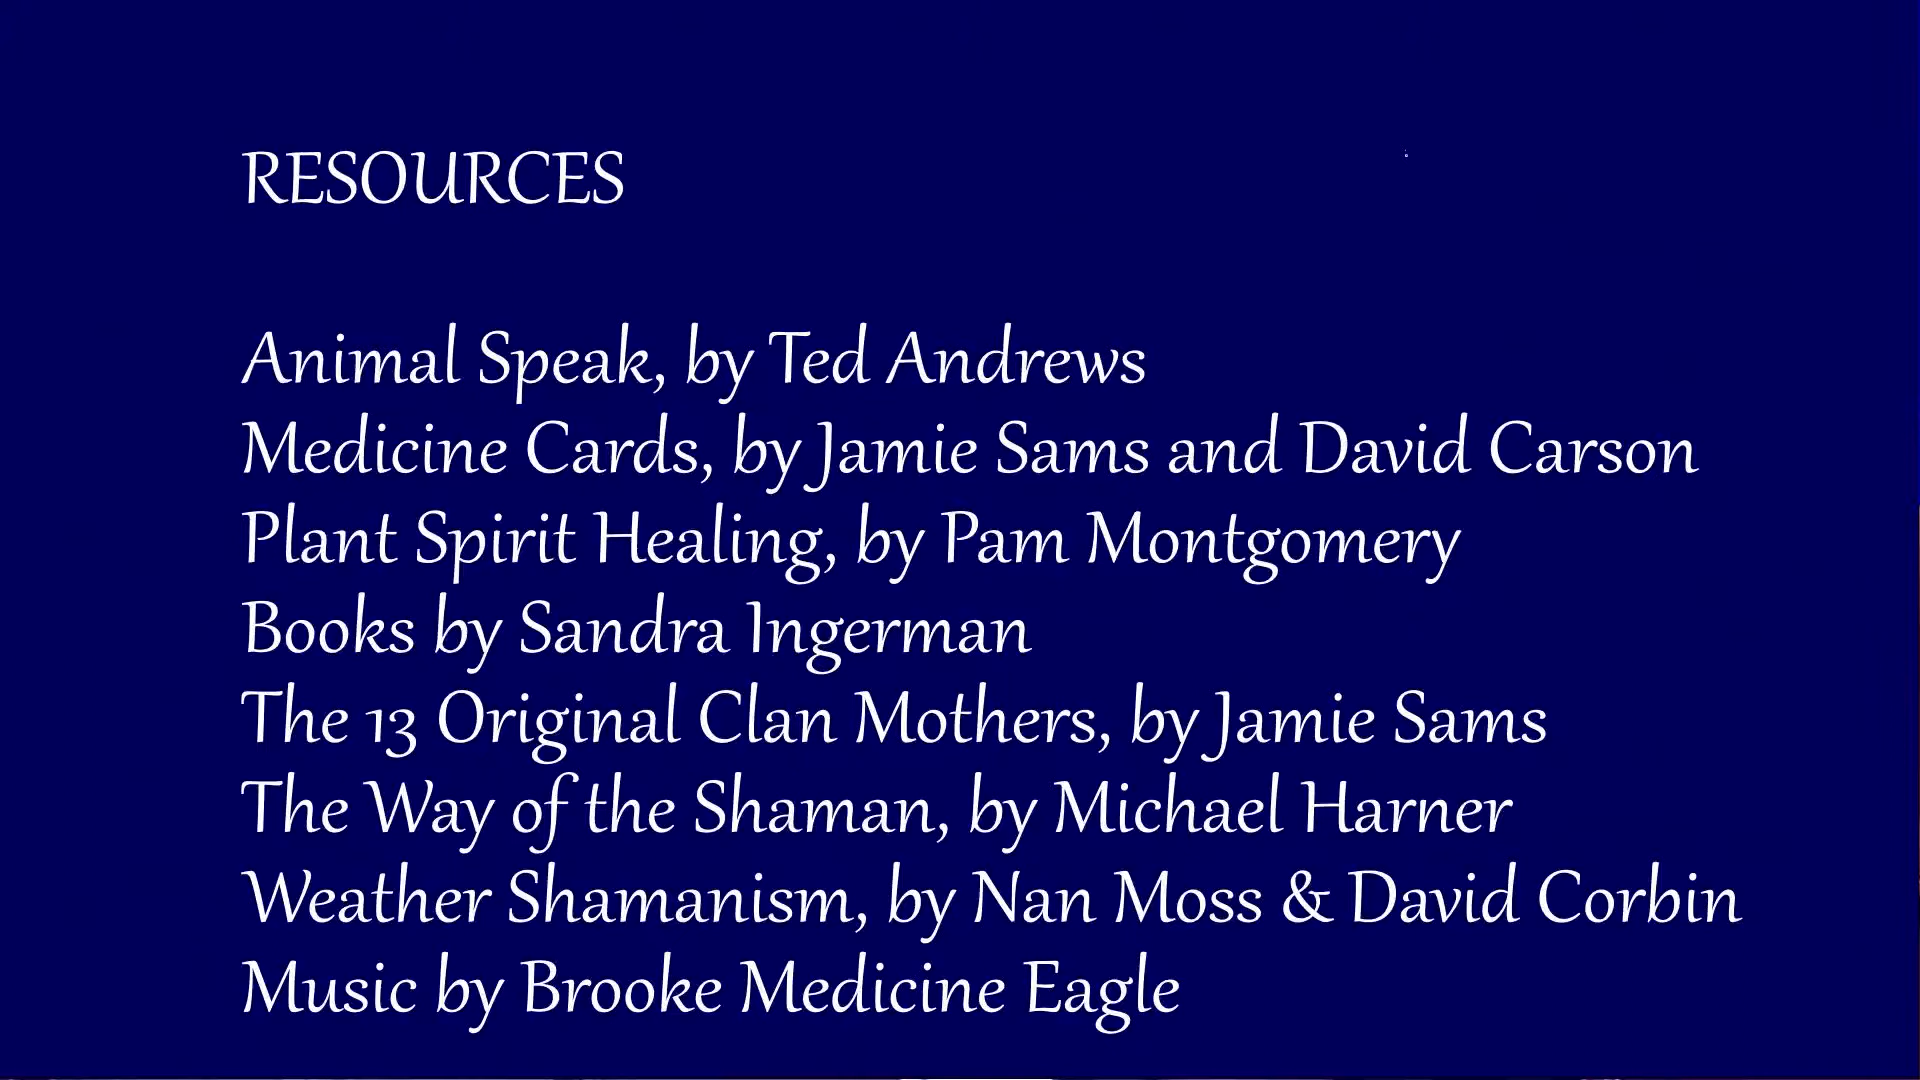 RESOURCES
Animal Speak, by Ted Andrews
Medicine Cards, by Jamie Sams and David Carson
Plant Spirit Healing, by Pam Montgomery
Books by Sandra Ingerman
The 13 Original Clan Mothers, by Jamie Sams
The Way of the Shaman, by Michael Harner
Weather Shamanism, by Nan Moss & David Corbin
Music by Brooke Medicine Eagle